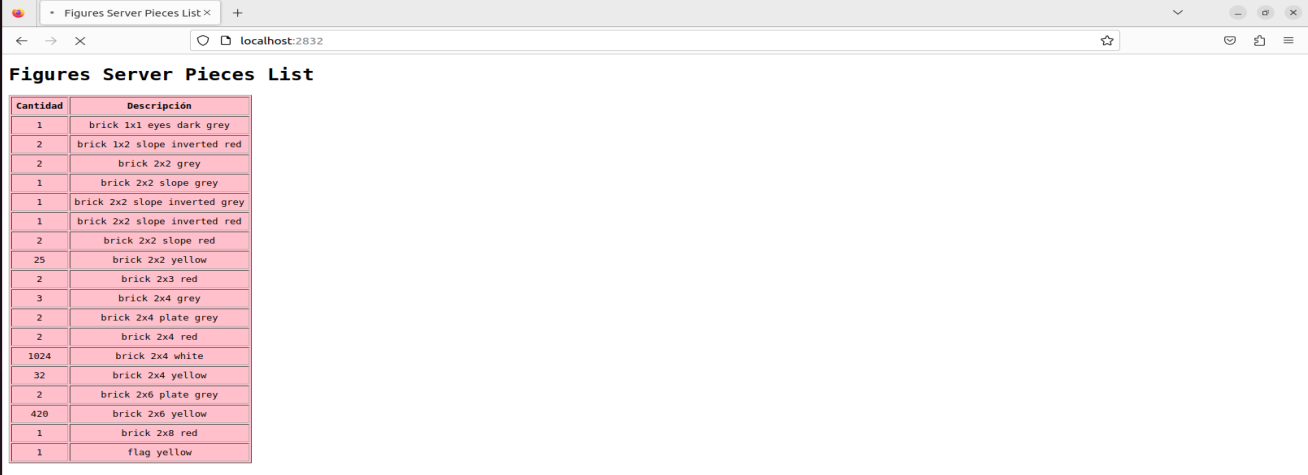 Figures Server Pieces List
localhost:2832
Figures Server Pieces List
Cantidad Descripción
1 brick 1x1 eyes dark grey
2 brick 1x2 slope inverted red
2 brick 2x2 grey
1 brick 2x2 slope grey
1 brick 2x2 slope inverted grey
1 brick 2x2 slope inverted red
2 brick 2x2 slope red
25 brick 2x2 yellow
2 brick 2x3 red
3 brick 2x4 grey
2 brick 2x4 plate grey
2 brick 2x4 red
1024 brick 2x4 white
32 brick 2x4 yellow
2 brick 2x6 plate grey
420 brick 2x6 yellow
1 brick 2x8 red
1 flag yellow